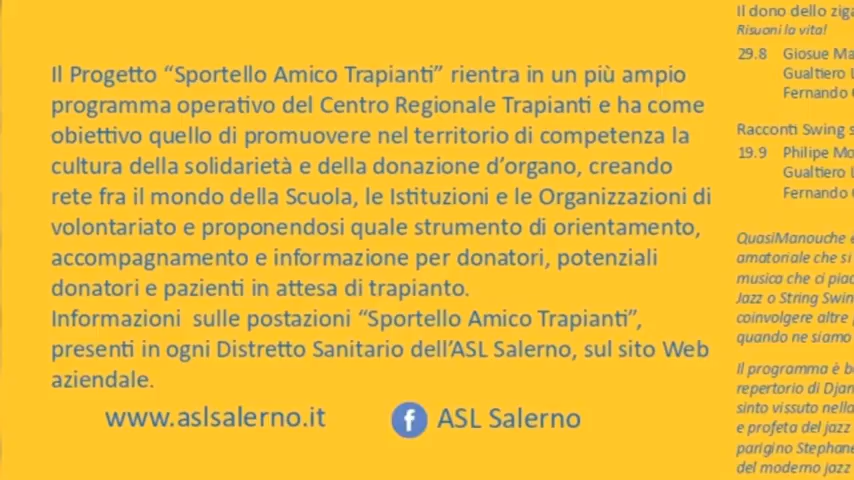 Il Progetto “Sportello Amico Trapianti” rientra in un più ampio
programma operativo del Centro Regionale Trapianti e ha come
obiettivo quello di promuovere nel territorio di competenza la
cultura della solidarietà e della donazione d’organo, creando
rete fra il mondo della Scuola, le Istituzioni e le Organizzazioni di
volontariato e proponendosi quale strumento di orientamento,
accompagnamento e informazione per donatori, potenziali
donatori e pazienti in attesa di trapianto.
Informazioni sulle postazioni “Sportello Amico Trapianti”,
presenti in ogni Distretto Sanitario dell’ASL Salerno, sul sito Web
aziendale.
www.aslsalerno.it
ASL Salerno
Il dono dello
Risuoni la vita!
29.8 Giosue
Gualtiero
Fernando
Racconti Swing
19.9 Philipe
Gualtiero
Fernando
QuasiManouche
amatoriale che si
musica che ci
Jazz o String
coinvolgere altre
quando ne siamo
Il programma è
repertorio di
sinto vissuto
e profeta del jazz
parigino
del moderno jazz